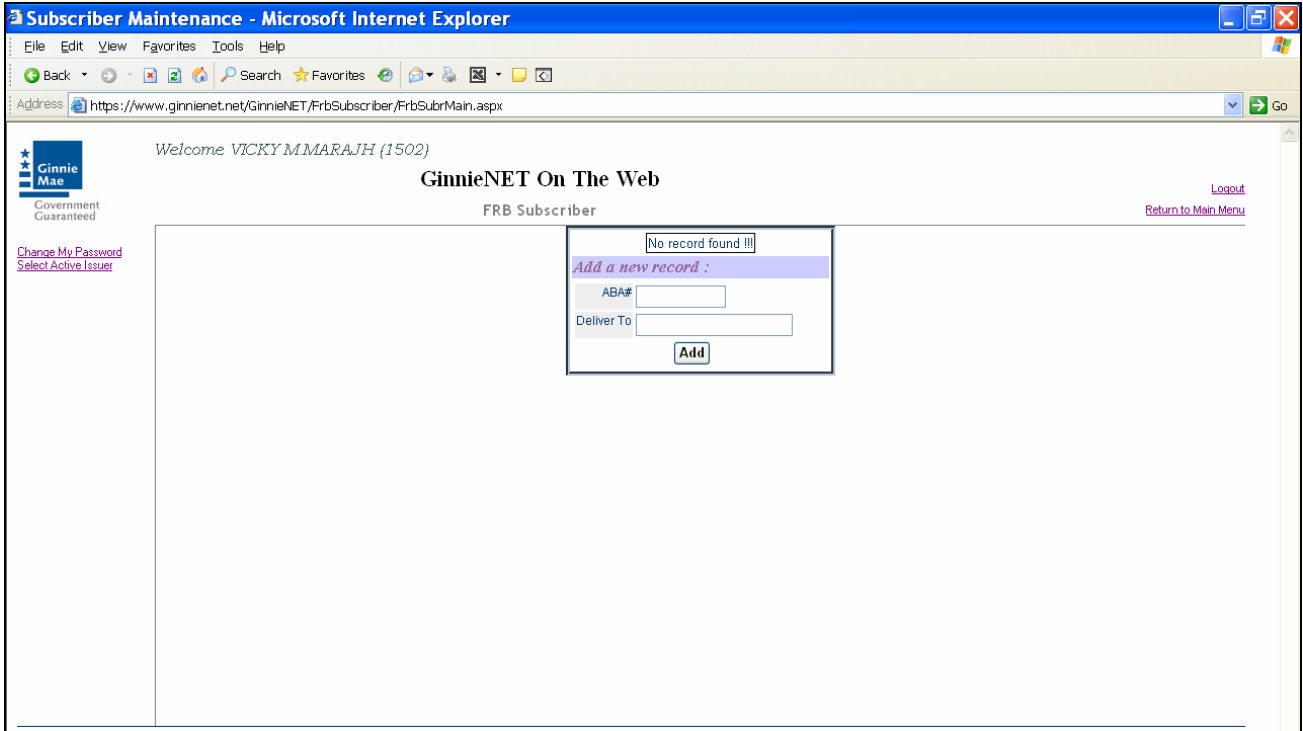 Subscriber Maintenance - Microsoft Internet Explorer
File Edit View Favorites Tools Help
Back Search Favorites
Address https://www.ginnienet.net/GinnieNET/FrbSubscriber/FrbSubrMain.aspx Go
Ginnie
Mae
Government
Guaranteed
Welcome VICKY M.MARAJH (1502)
GinnieNET On The Web
FRB Subscriber
Logout
Return to Main Menu
Change My Password
Select Active Issuer
No record found !!!
Add a new record :
ABA#
Deliver To
Add